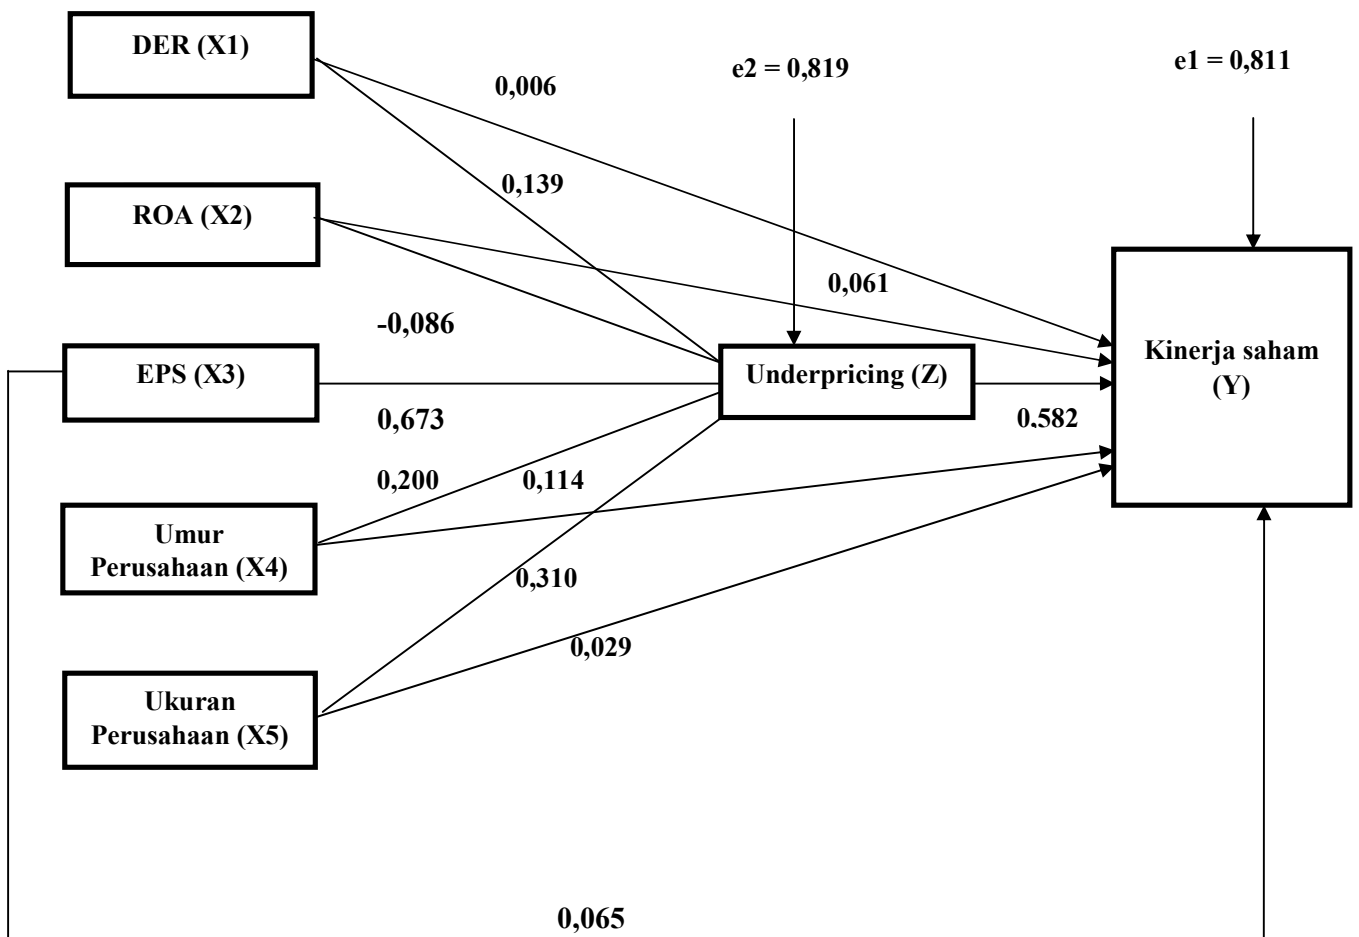 DER (X1)
e2 = 0,819
e1 = 0,811
0,006
0,139
ROA (X2)
0,061
-0,086
EPS (X3)
Underpricing (Z)
Kinerja saham
(Y)
0,673
0,582
0,200
0,114
Umur
Perusahaan (X4)
0,310
0,029
Ukuran
Perusahaan (X5)
0,065